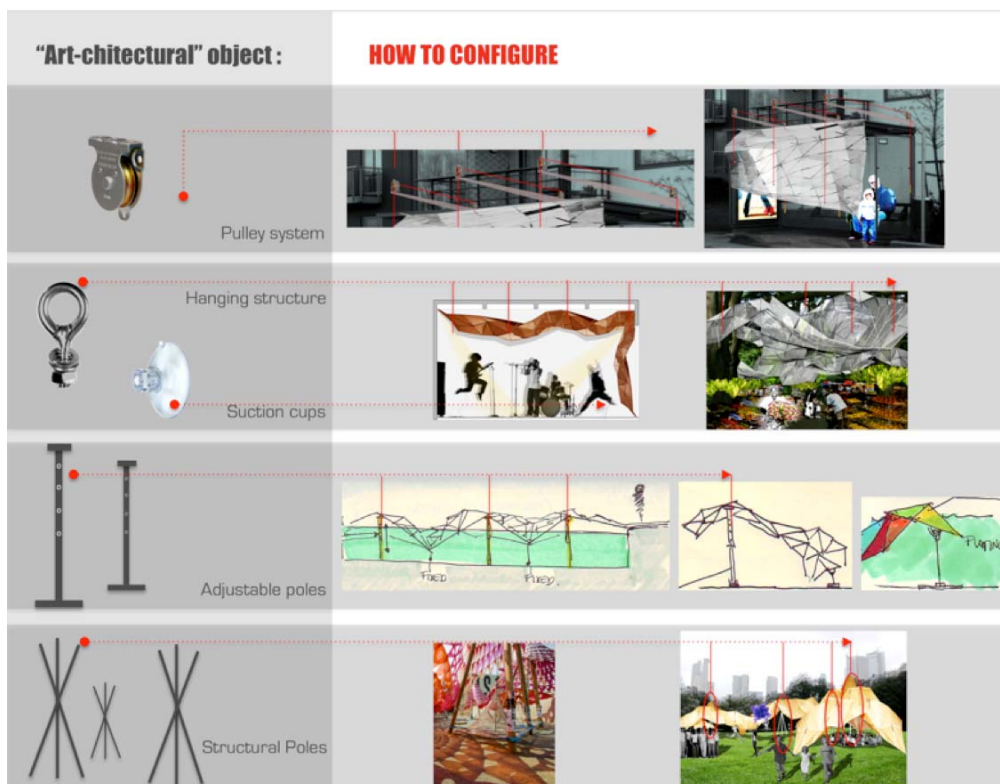 “Art-chitectural” object :
HOW TO CONFIGURE
Pulley system
Hanging structure
Suction cups
Adjustable poles
FIXED
FIXED.
Structural Poles